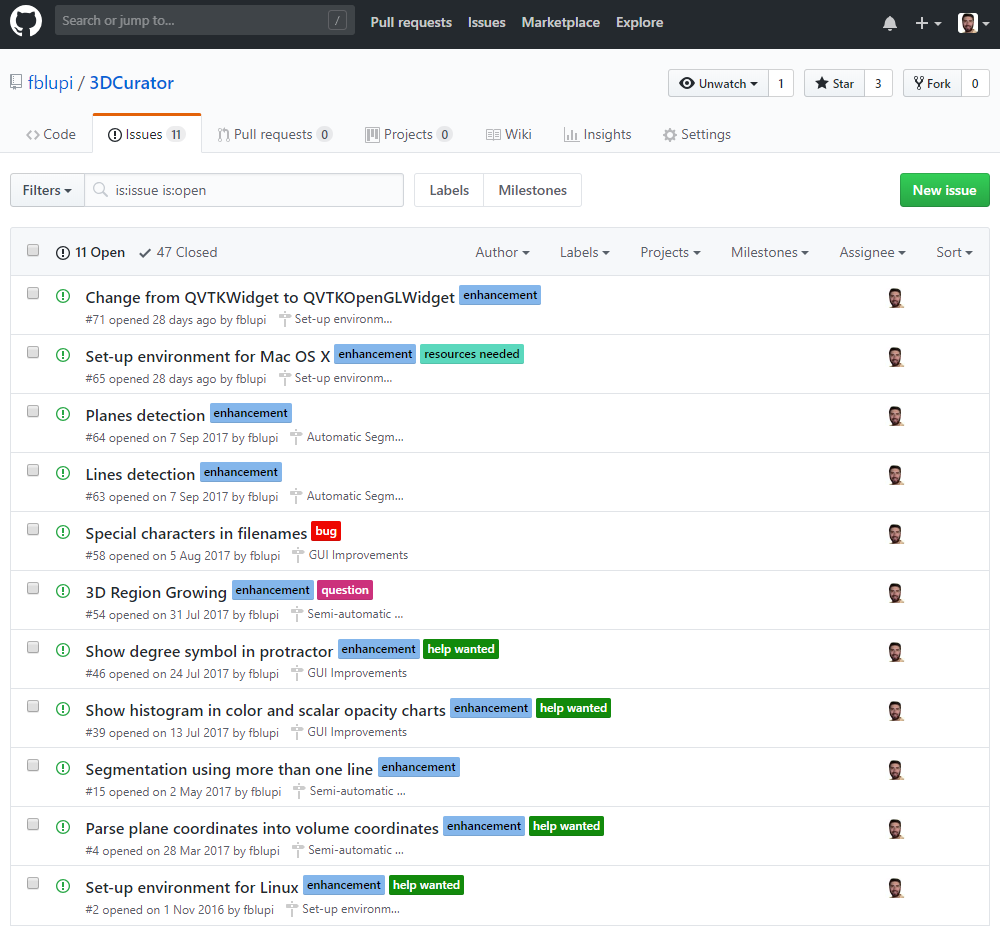 Search or jump to... / Pull requests Issues Marketplace Explore
fblupi / 3DCurator Unwatch 1 Star 3 Fork 0
Code Issues 11 Pull requests 0 Projects 0 Wiki Insights Settings
Filters is:issue is:open Labels Milestones New issue
11 Open 47 Closed Author Labels Projects Milestones Assignee Sort
Change from QVTKWidget to QVTKOpenGLWidget enhancement
#71 opened 28 days ago by fblupi Set-up environm...
Set-up environment for Mac OS X enhancement resources needed
#65 opened 28 days ago by fblupi Set-up environm...
Planes detection enhancement
#64 opened on 7 Sep 2017 by fblupi Automatic Segm...
Lines detection enhancement
#63 opened on 7 Sep 2017 by fblupi Automatic Segm...
Special characters in filenames bug
#58 opened on 5 Aug 2017 by fblupi GUI Improvements
3D Region Growing enhancement question
#54 opened on 31 Jul 2017 by fblupi Semi-automatic ...
Show degree symbol in protractor enhancement help wanted
#46 opened on 24 Jul 2017 by fblupi GUI Improvements
Show histogram in color and scalar opacity charts enhancement help wanted
#39 opened on 13 Jul 2017 by fblupi GUI Improvements
Segmentation using more than one line enhancement
#15 opened on 2 May 2017 by fblupi Semi-automatic ...
Parse plane coordinates into volume coordinates enhancement help wanted
#4 opened on 28 Mar 2017 by fblupi Semi-automatic ...
Set-up environment for Linux enhancement help wanted
#2 opened on 1 Nov 2016 by fblupi Set-up environm...